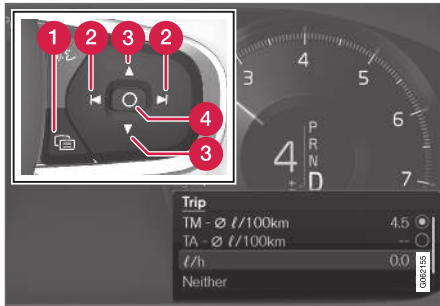 1
2
3
2
4
3
3
4
5
6
7
4
P
R
N
± D
Trip
TM - Ø ℓ/100km 4.5
TA - Ø ℓ/100km --
ℓ/h 0.0
Neither
G062155